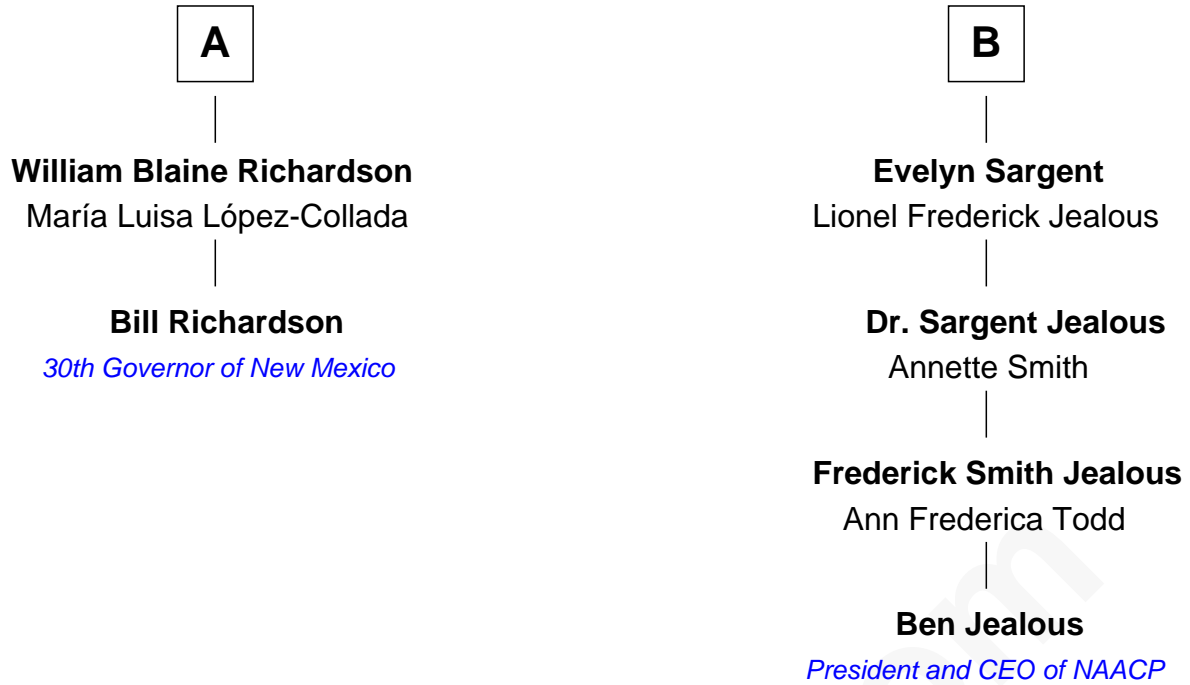 A
William Blaine Richardson
María Luisa López-Collada
Bill Richardson
30th Governor of New Mexico
B
Evelyn Sargent
Lionel Frederick Jealous
Dr. Sargent Jealous
Annette Smith
Frederick Smith Jealous
Ann Frederica Todd
Ben Jealous
President and CEO of NAACP